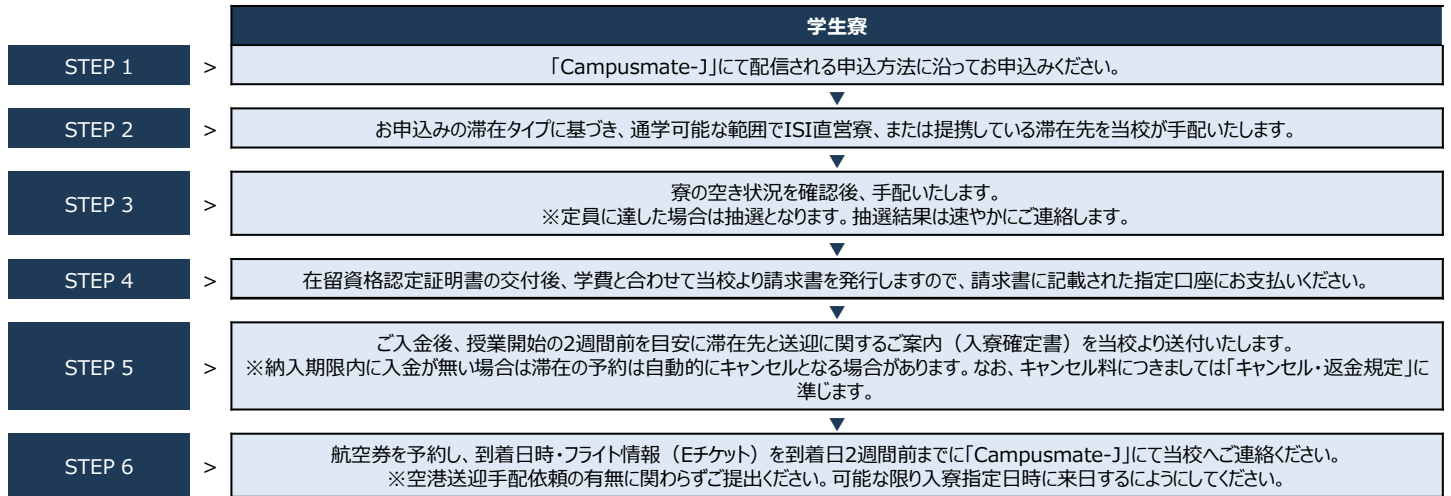 学生寮
STEP 1
>
「Campusmate-J」にて配信される申込方法に沿ってお申込みください。
▼
STEP 2
>
お申込みの滞在タイプに基づき、通学可能な範囲でISI直営寮、または提携している滞在先を当校が手配いたします。
▼
STEP 3
>
寮の空き状況を確認後、手配いたします。
※定員に達した場合は抽選となります。抽選結果は速やかにご連絡します。
▼
STEP 4
>
在留資格認定証明書の交付後、学費と合わせて当校より請求書を発行しますので、請求書に記載された指定口座にお支払いください。
▼
STEP 5
>
ご入金後、授業開始の2週間前を目安に滞在先と送迎に関するご案内（入寮確定書）を当校より送付いたします。
※納入期限内に入金が無い場合は滞在の予約は自動的にキャンセルとなる場合があります。なお、キャンセル料につきましては「キャンセル・返金規定」に
準じます。
▼
STEP 6
>
航空券を予約し、到着日時・フライト情報（Eチケット）を到着日2週間前までに「Campusmate-J」にて当校へご連絡ください。
※空港送迎手配依頼の有無に関わらずご提出ください。可能な限り入寮指定日時に来日するにようにしてください。